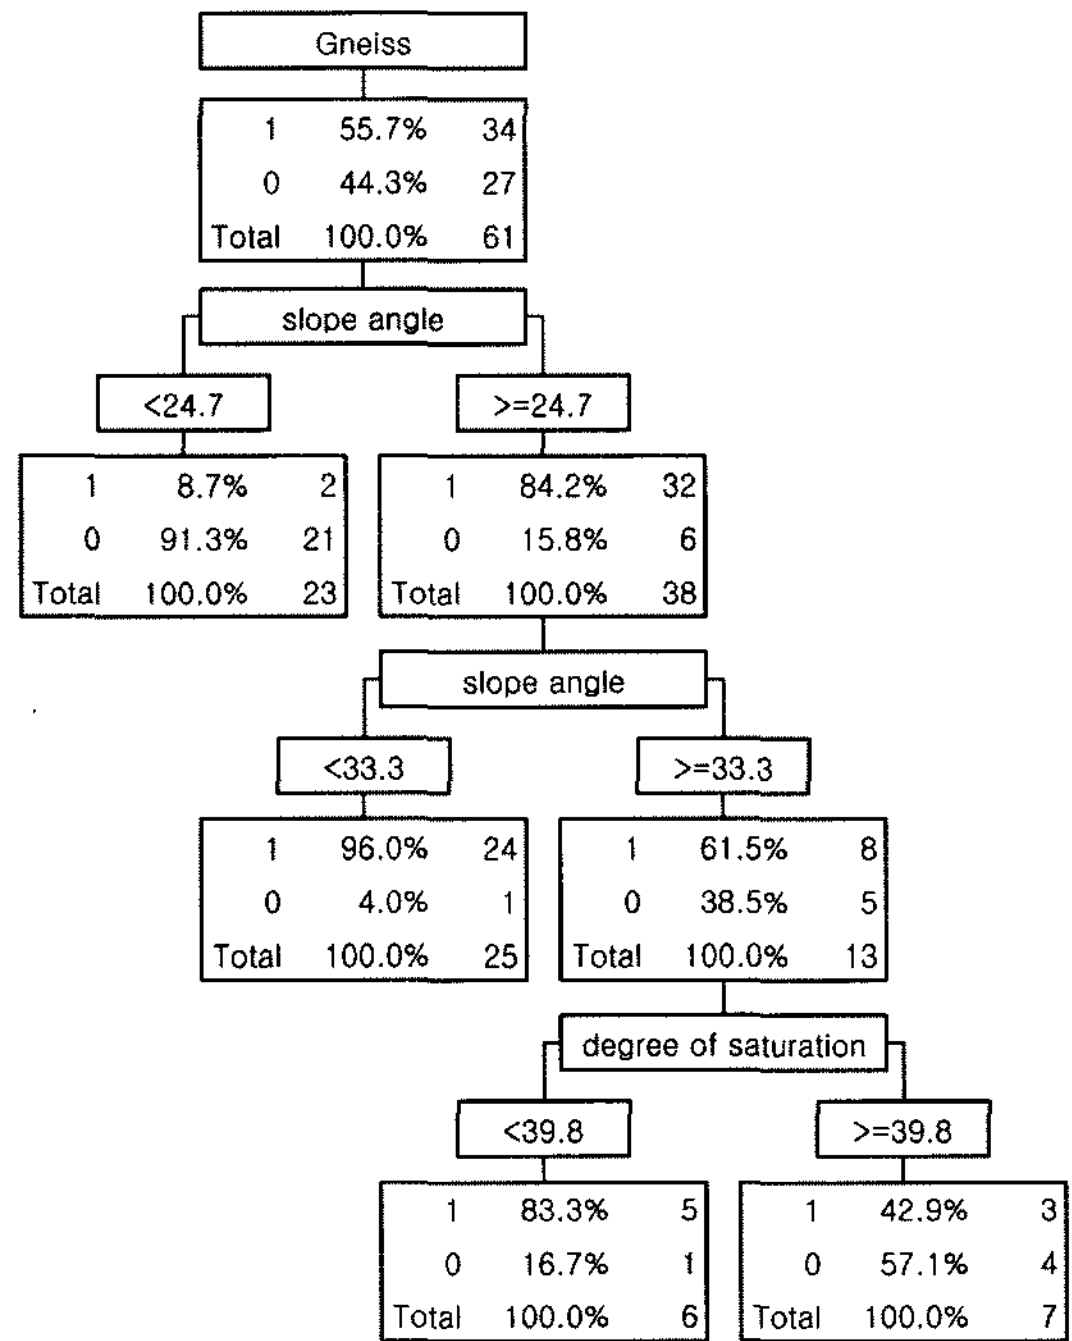 Gneiss
1 55.7% 34
0 44.3% 27
Total 100.0% 61
slope angle
<24.7
1 8.7% 2
0 91.3% 21
Total 100.0% 23
>=24.7
1 84.2% 32
0 15.8% 6
Total 100.0% 38
slope angle
<33.3
1 96.0% 24
0 4.0% 1
Total 100.0% 25
>=33.3
1 61.5% 8
0 38.5% 5
Total 100.0% 13
degree of saturation
<39.8
1 83.3% 5
0 16.7% 1
Total 100.0% 6
>=39.8
1 42.9% 3
0 57.1% 4
Total 100.0% 7